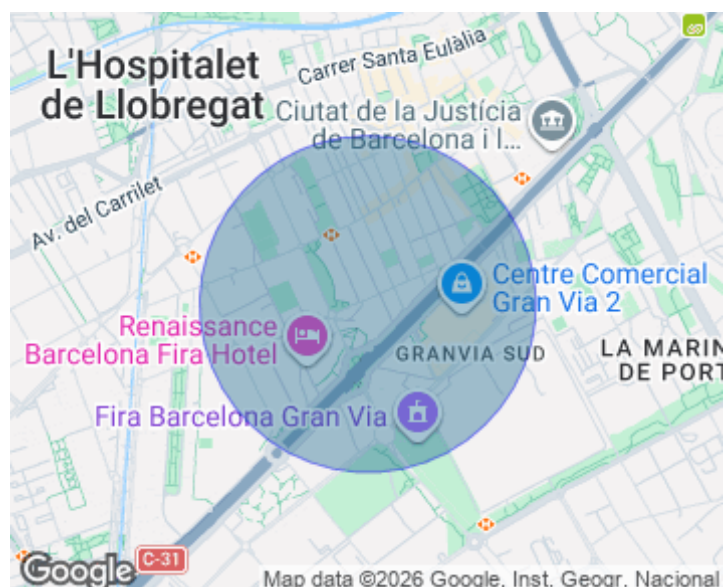 L'Hospitalet
de Llobregat
Carrer Santa Eulàlia
Ciutat de la Justícia
de Barcelona i l...
Av. del Carrilet
Centre Comercial
Gran Via 2
Renaissance
Barcelona Fira Hotel
GRANVIA SUD
LA MARIN
DE PORT
Fira Barcelona Gran Via
C-31
Google
Map data ©2026 Google, Inst. Geogr. Nacional